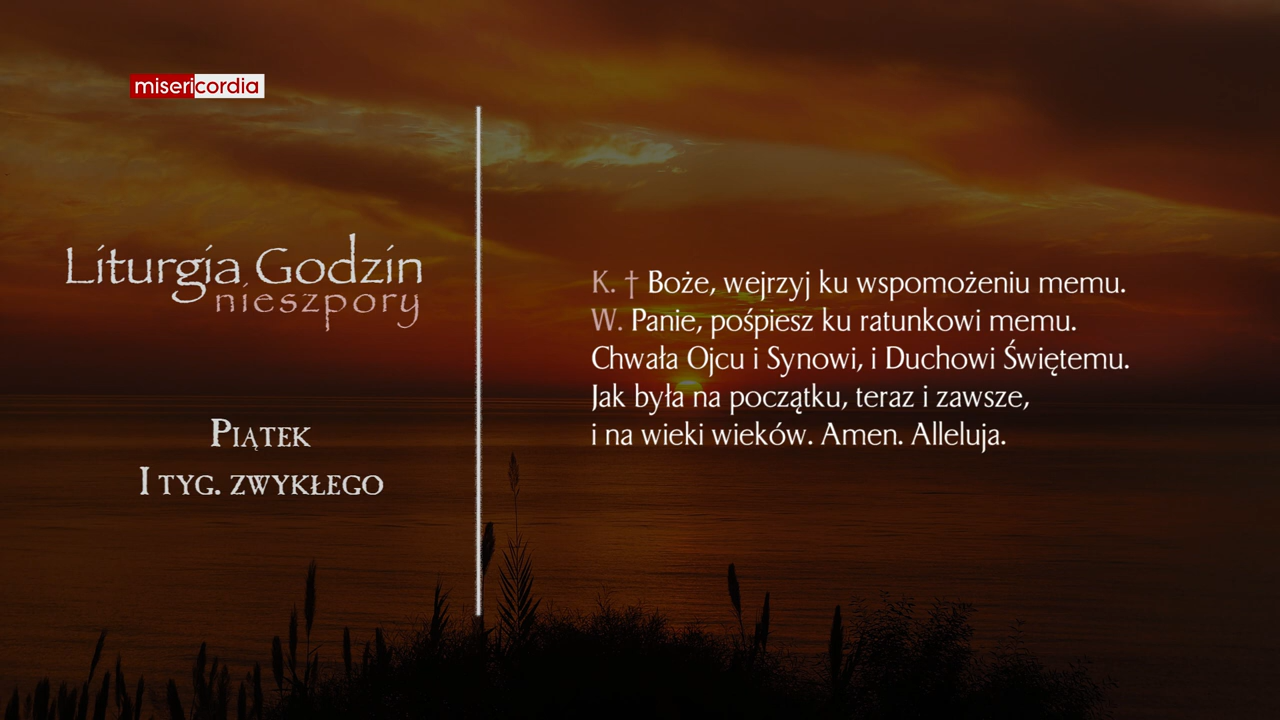 misericordia
Liturgia Godzin
nieszpory
Piątek
I tyg. zwykłego
K. † Boże, wejrzyj ku wspomożeniu memu.
W. Panie, pośpiesz ku ratunkowi memu.
Chwała Ojcu i Synowi, i Duchowi Świętemu.
Jak była na początku, teraz i zawsze,
i na wieki wieków. Amen. Alleluja.